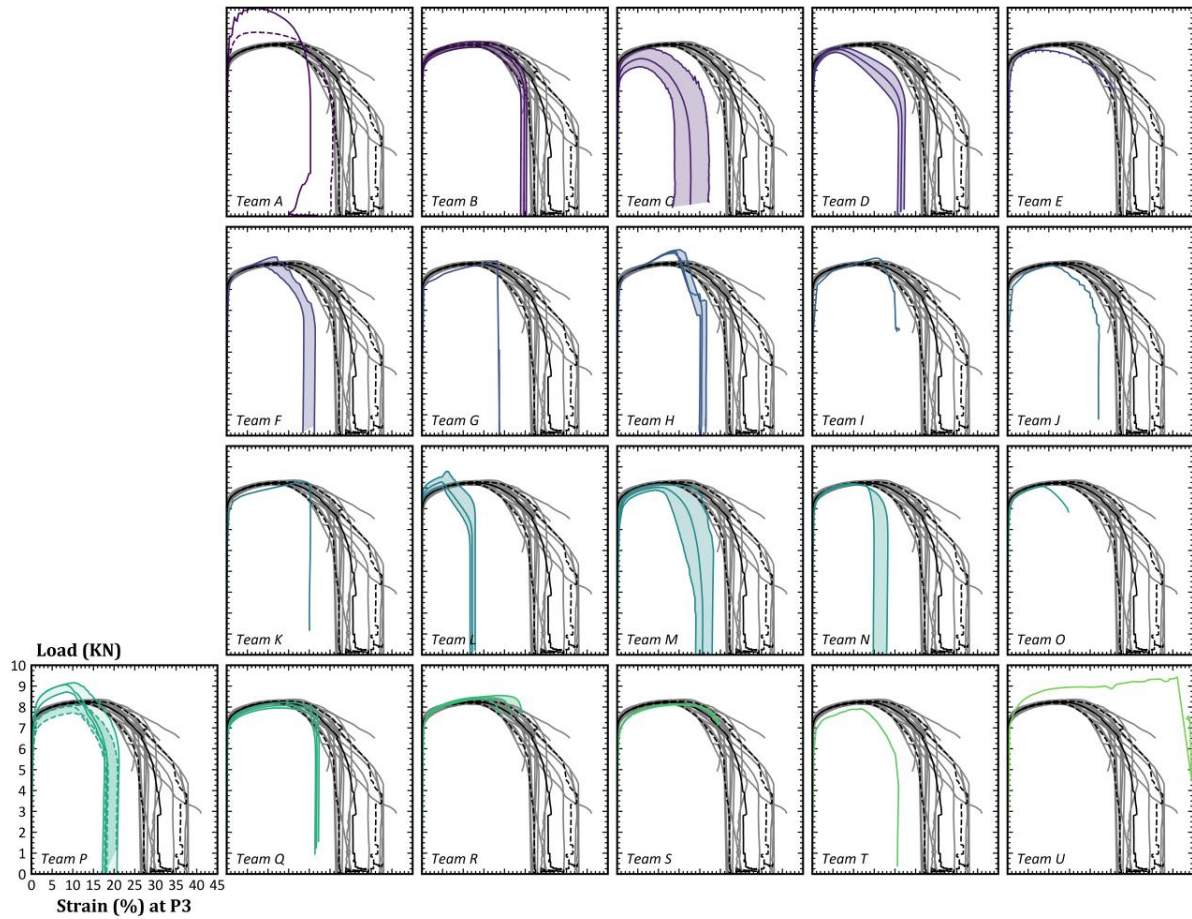 Team A
Team B
Team C
Team D
Team E
Team F
Team G
Team H
Team I
Team J
Team K
Team L
Team M
Team N
Team O
Load (KN)
10
9
8
7
6
5
4
3
2
1
0
Team P
Team Q
Team R
Team S
Team T
Team U
0 5 10 15 20 25 30 35 40 45
Strain (%) at P3